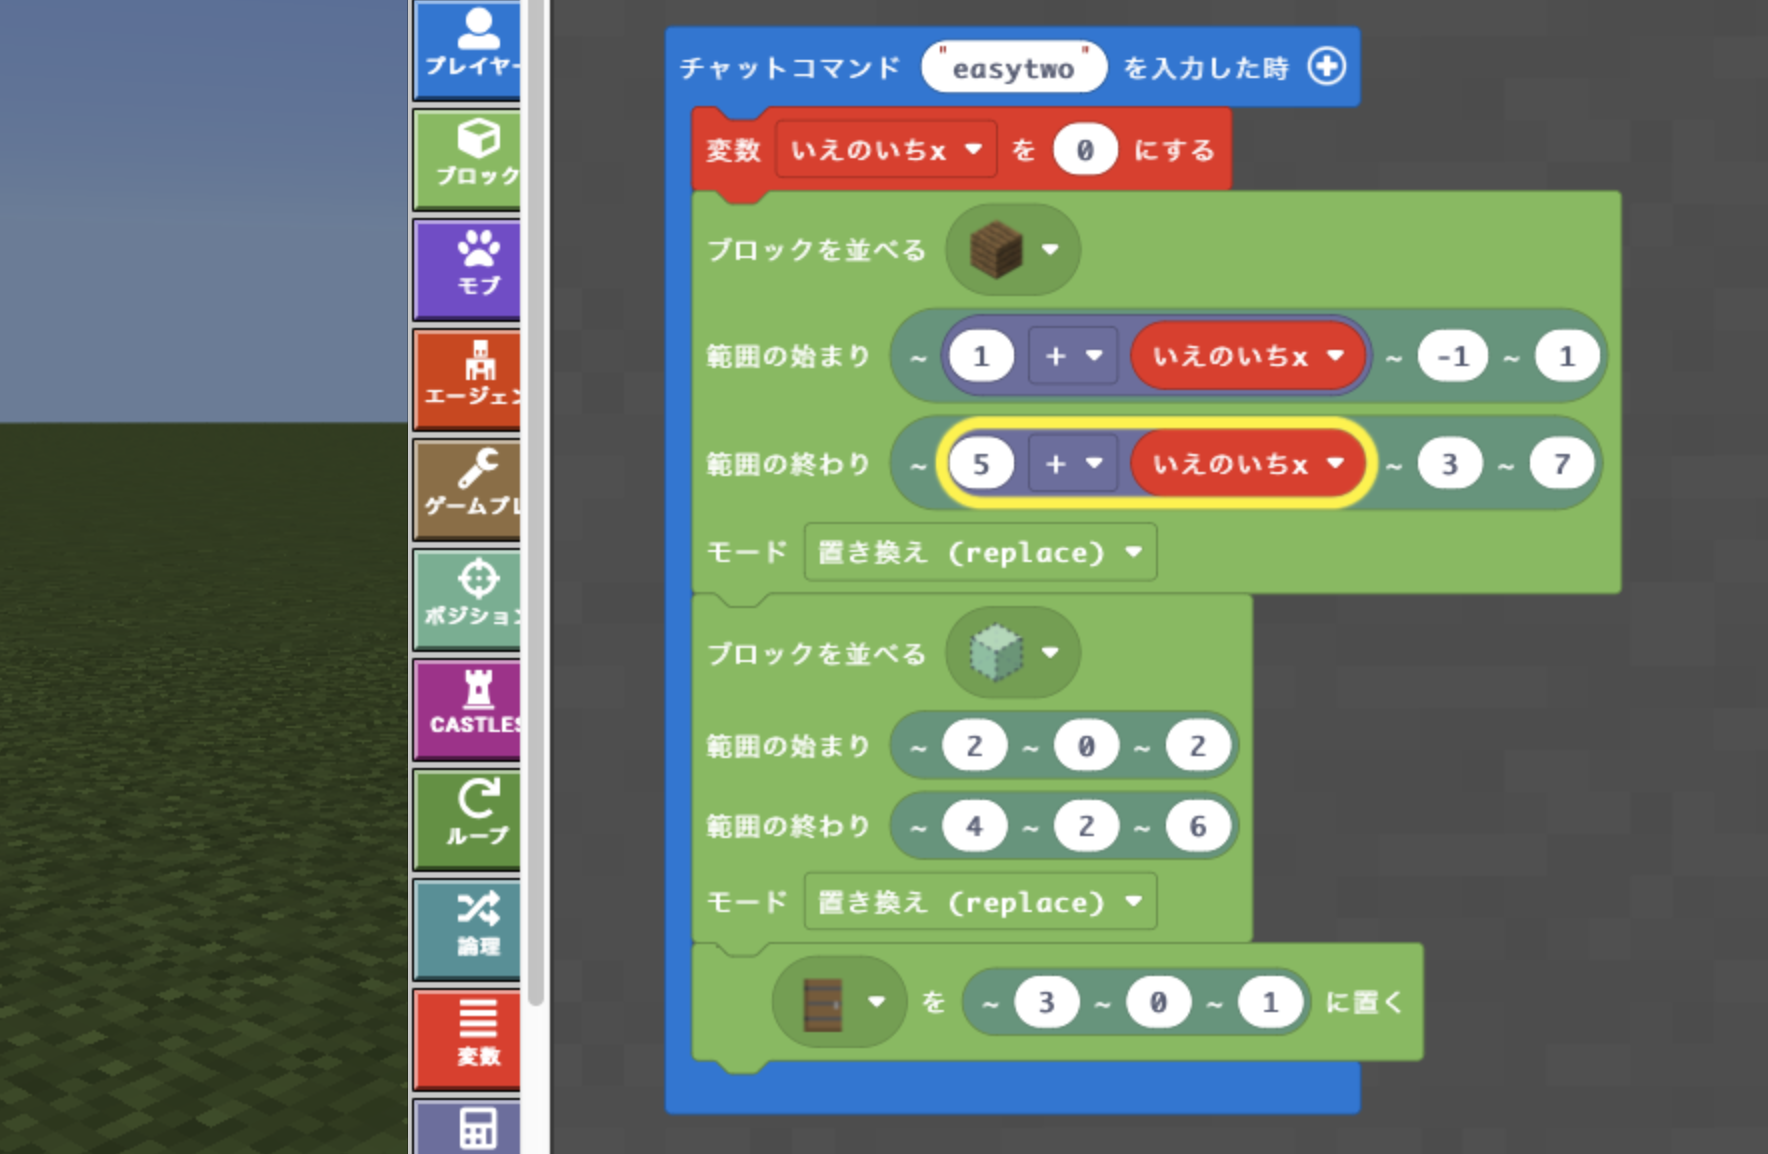 プレイヤー
ブロック
モブ
エージェン
ゲームプレ
ポジション
CASTLES
ループ
論理
変数
チャットコマンド "easytwo" を入力した時
変数 いえのいちx を 0 にする
ブロックを並べる
範囲の始まり ~ 1 + いえのいちx ~ -1 ~ 1
範囲の終わり ~ 5 + いえのいちx ~ 3 ~ 7
モード 置き換え (replace)
ブロックを並べる
範囲の始まり ~ 2 ~ 0 ~ 2
範囲の終わり ~ 4 ~ 2 ~ 6
モード 置き換え (replace)
を ~ 3 ~ 0 ~ 1 に置く